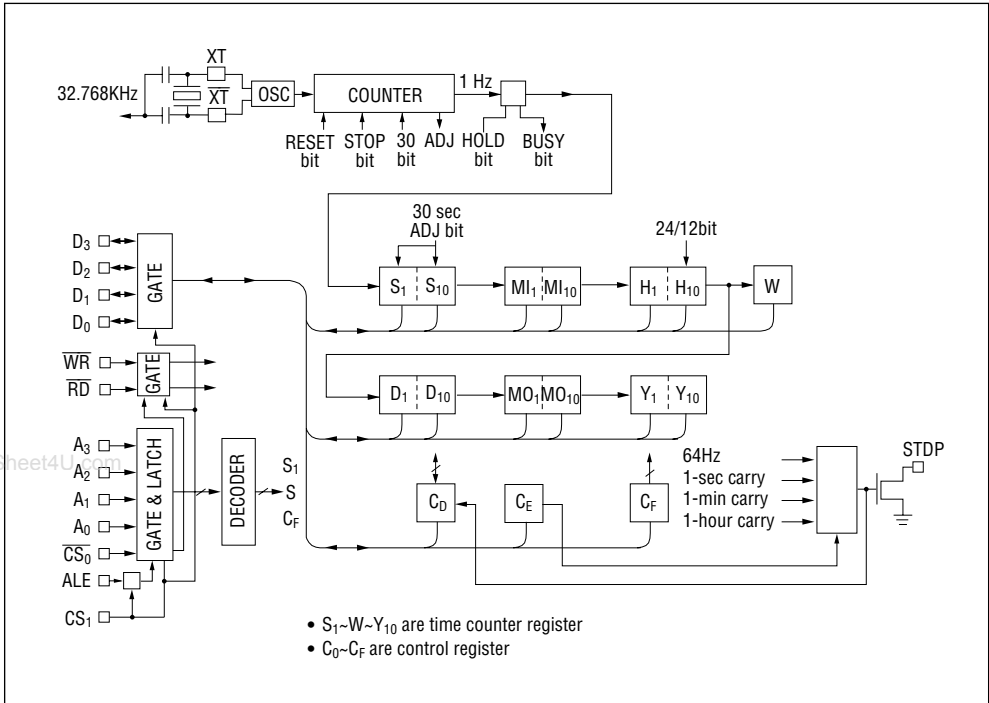 XT
32.768KHz
XT
OSC
COUNTER
1 Hz
RESET bit
STOP bit
30 bit
ADJ
HOLD bit
BUSY bit
30 sec
ADJ bit
24/12bit
D3
D2
D1
D0
GATE
S1 S10
MI1 MI10
H1 H10
W
WR
RD
GATE
D1 D10
MO1 MO10
Y1 Y10
A3
A2
A1
A0
CS0
ALE
CS1
GATE & LATCH
DECODER
S1
S
CF
CD
CE
CF
64Hz
1-sec carry
1-min carry
1-hour carry
STDP
Sheet4U.com
• S1~W~Y10 are time counter register
• C0~CF are control register